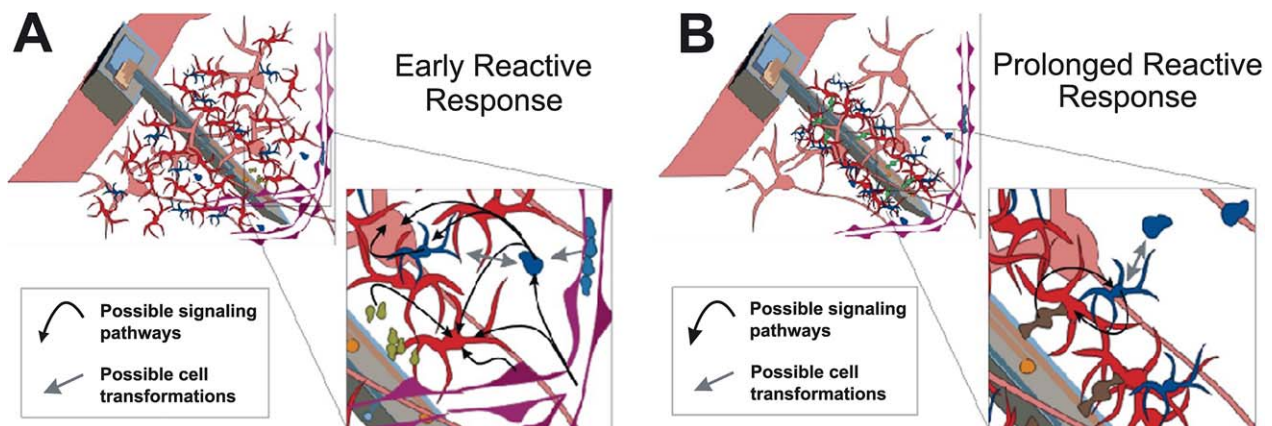 A
Early Reactive
Response
Possible signaling
pathways
Possible cell
transformations
B
Prolonged Reactive
Response
Possible signaling
pathways
Possible cell
transformations